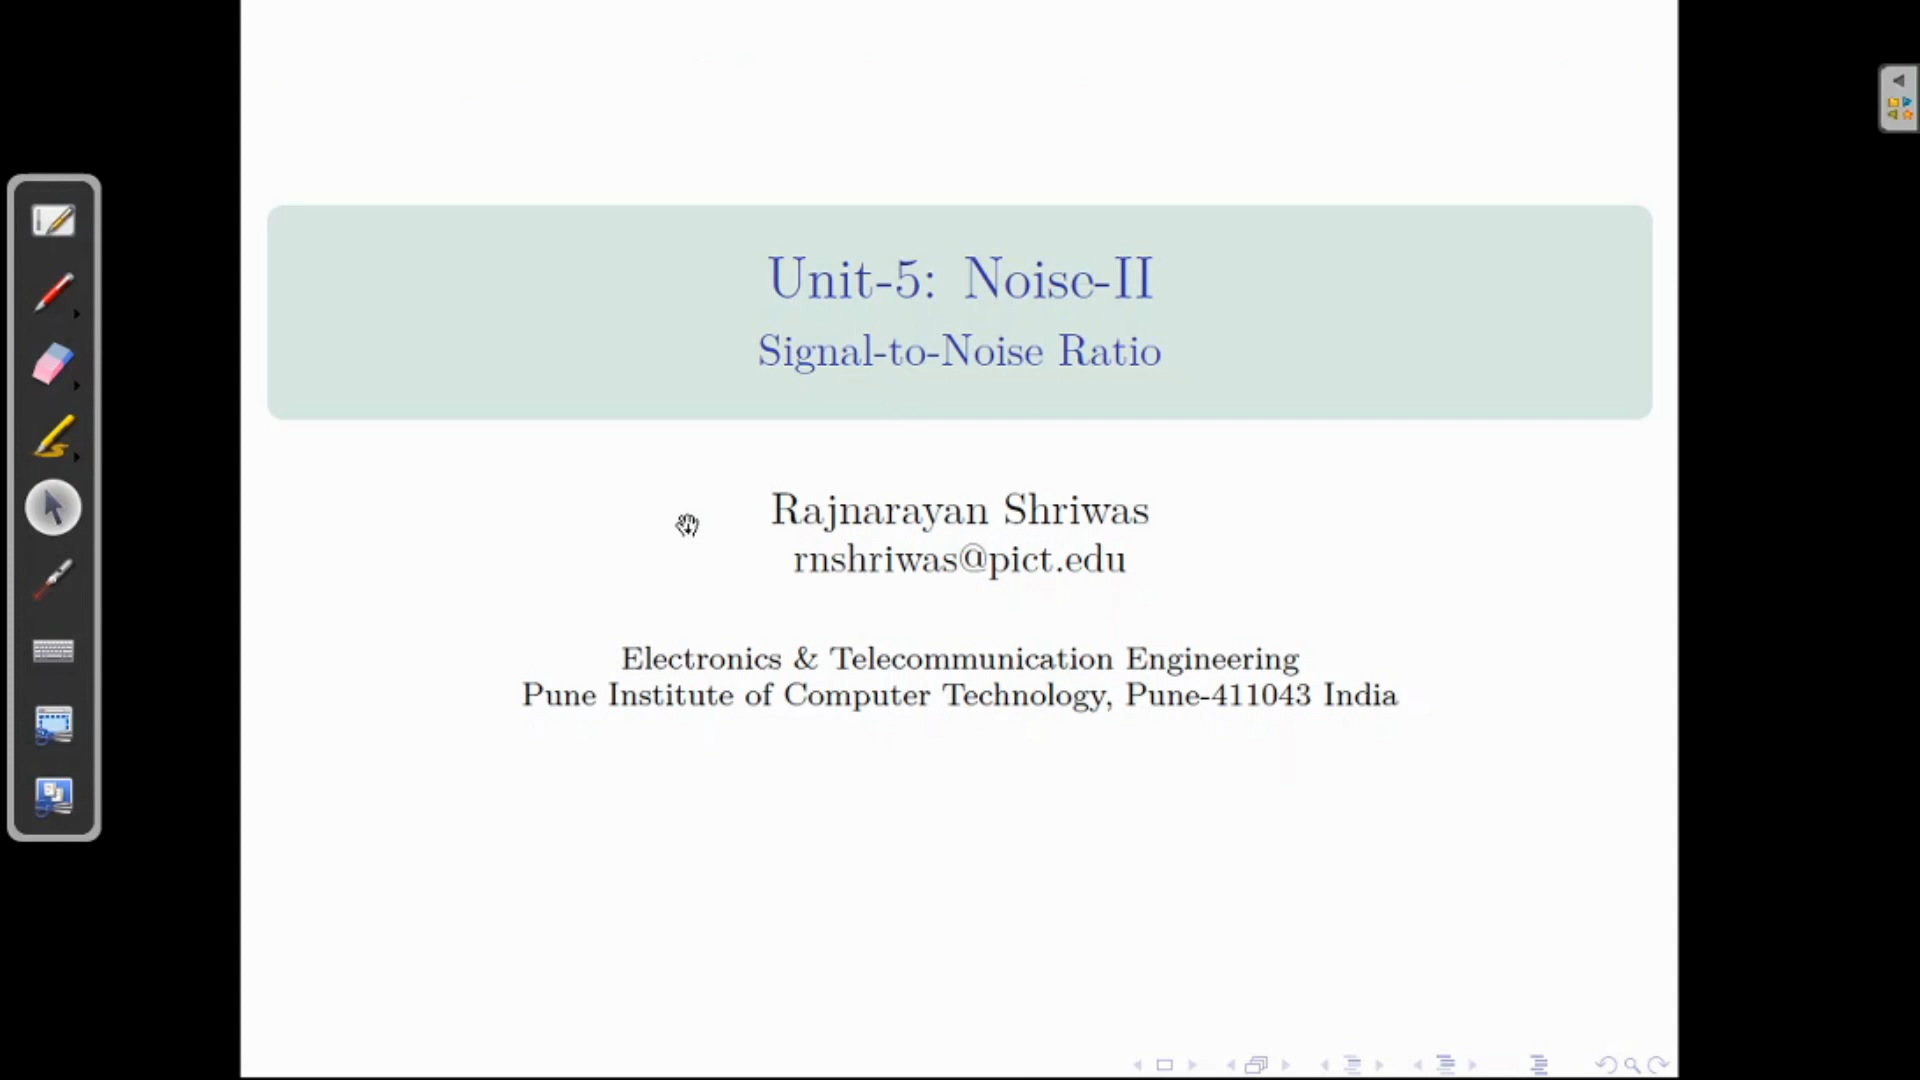 Unit-5: Noise-II
Signal-to-Noise Ratio
Rajnarayan Shriwas
rnshriwas@pict.edu
Electronics & Telecommunication Engineering
Pune Institute of Computer Technology, Pune-411043 India